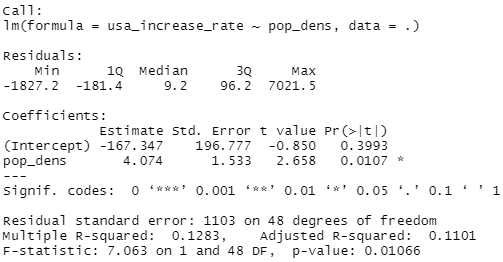 Call:
lm(formula = usa_increase_rate ~ pop_dens, data = .)
Residuals:
Min 1Q Median 3Q Max
-1827.2 -181.4 9.2 96.2 7021.5
Coefficients:
Estimate Std. Error t value Pr(>|t|)
(Intercept) -167.347 196.777 -0.850 0.3993
pop_dens 4.074 1.533 2.658 0.0107 *
---
Signif. codes: 0 ‘***’ 0.001 ‘**’ 0.01 ‘*’ 0.05 ‘.’ 0.1 ‘ ’ 1
Residual standard error: 1103 on 48 degrees of freedom
Multiple R-squared: 0.1283, Adjusted R-squared: 0.1101
F-statistic: 7.063 on 1 and 48 DF, p-value: 0.01066